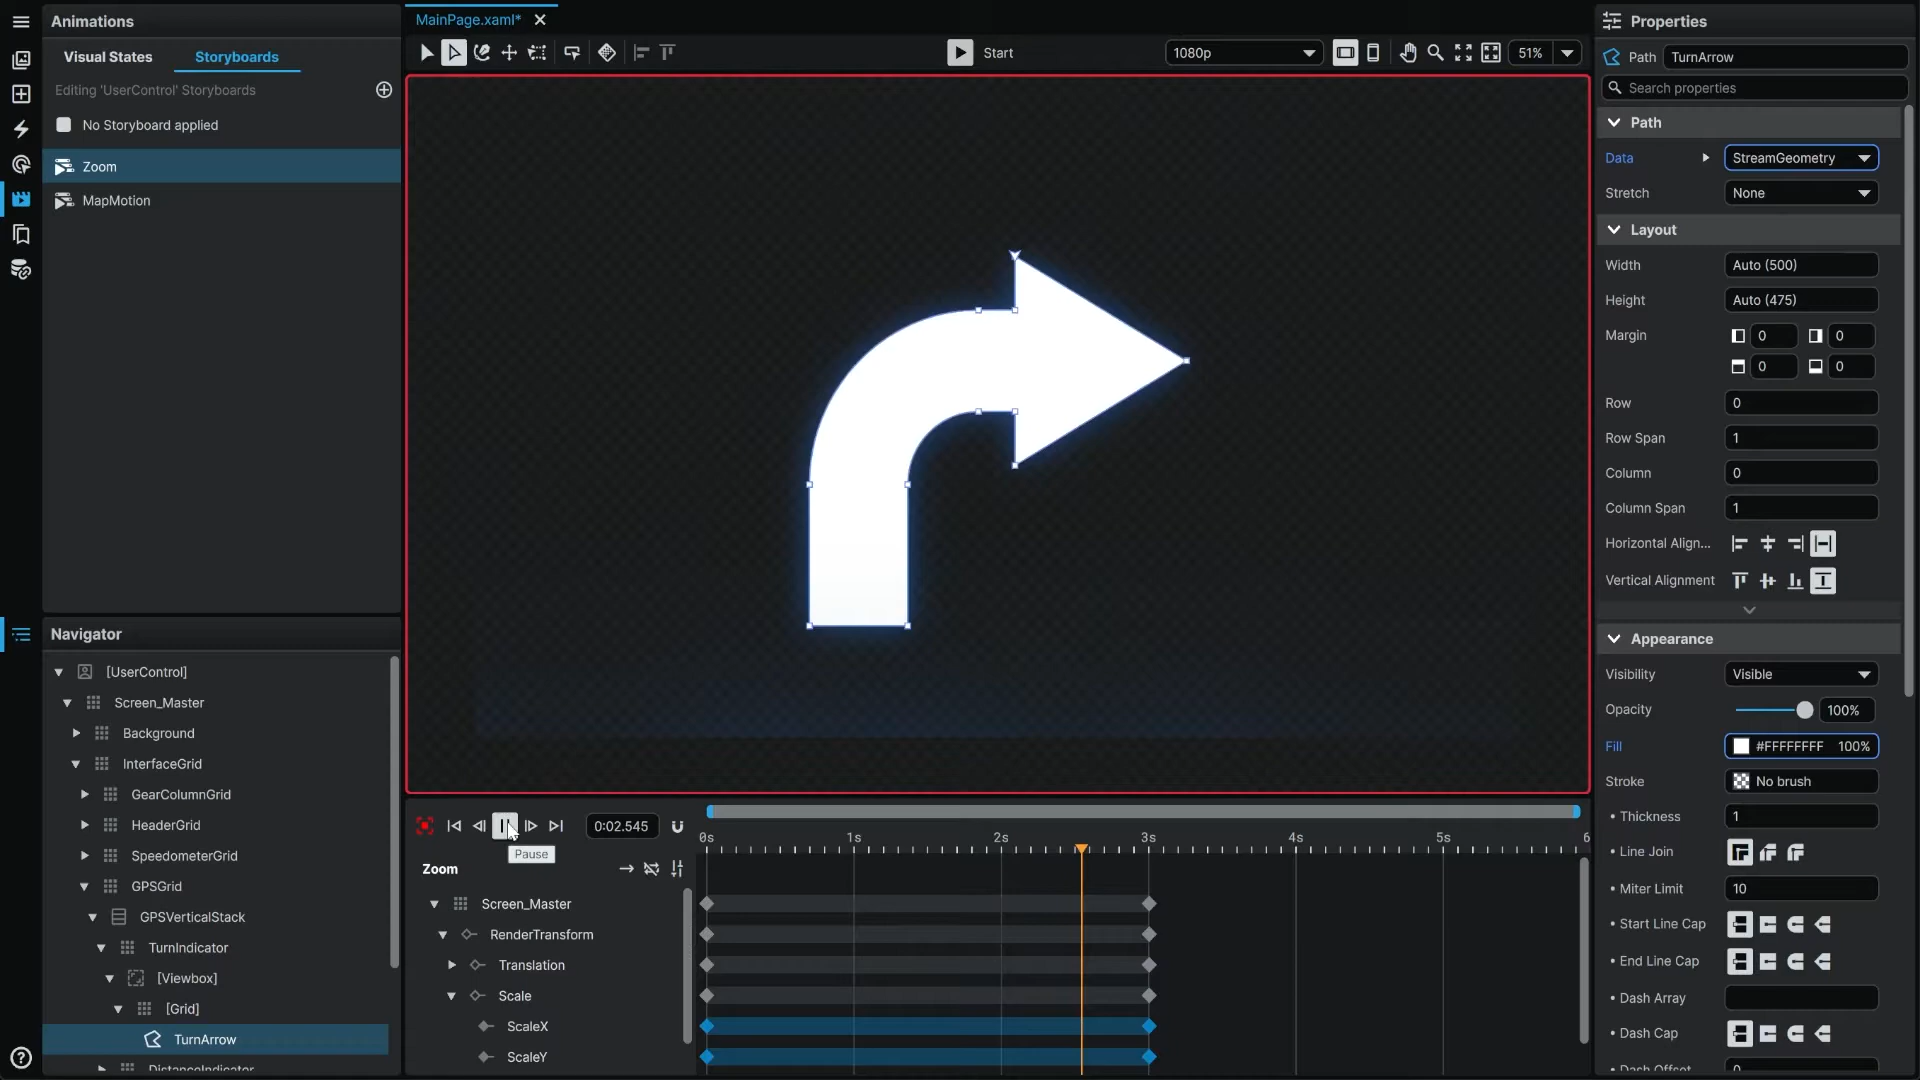 Animations
Visual States
Storyboards
Editing 'UserControl' Storyboards
No Storyboard applied
Zoom
MapMotion
MainPage.xaml*
Start
1080p
51%
Pause
0:02.545
0s
1s
2s
3s
4s
5s
6
Zoom
Screen_Master
RenderTransform
Translation
Scale
ScaleX
ScaleY
Navigator
[UserControl]
Screen_Master
Background
InterfaceGrid
GearColumnGrid
HeaderGrid
SpeedometerGrid
GPSGrid
GPSVerticalStack
TurnIndicator
[Viewbox]
[Grid]
TurnArrow
DistanceIndicator
Properties
Path TurnArrow
Search properties
Path
Data StreamGeometry
Stretch None
Layout
Width Auto (500)
Height Auto (475)
Margin 0 0
0 0
Row 0
Row Span 1
Column 0
Column Span 1
Horizontal Align...
Vertical Alignment
Appearance
Visibility Visible
Opacity 100%
Fill #FFFFFFFF 100%
Stroke No brush
• Thickness 1
• Line Join
• Miter Limit 10
• Start Line Cap
• End Line Cap
• Dash Array
• Dash Cap
• Dash Offset 0